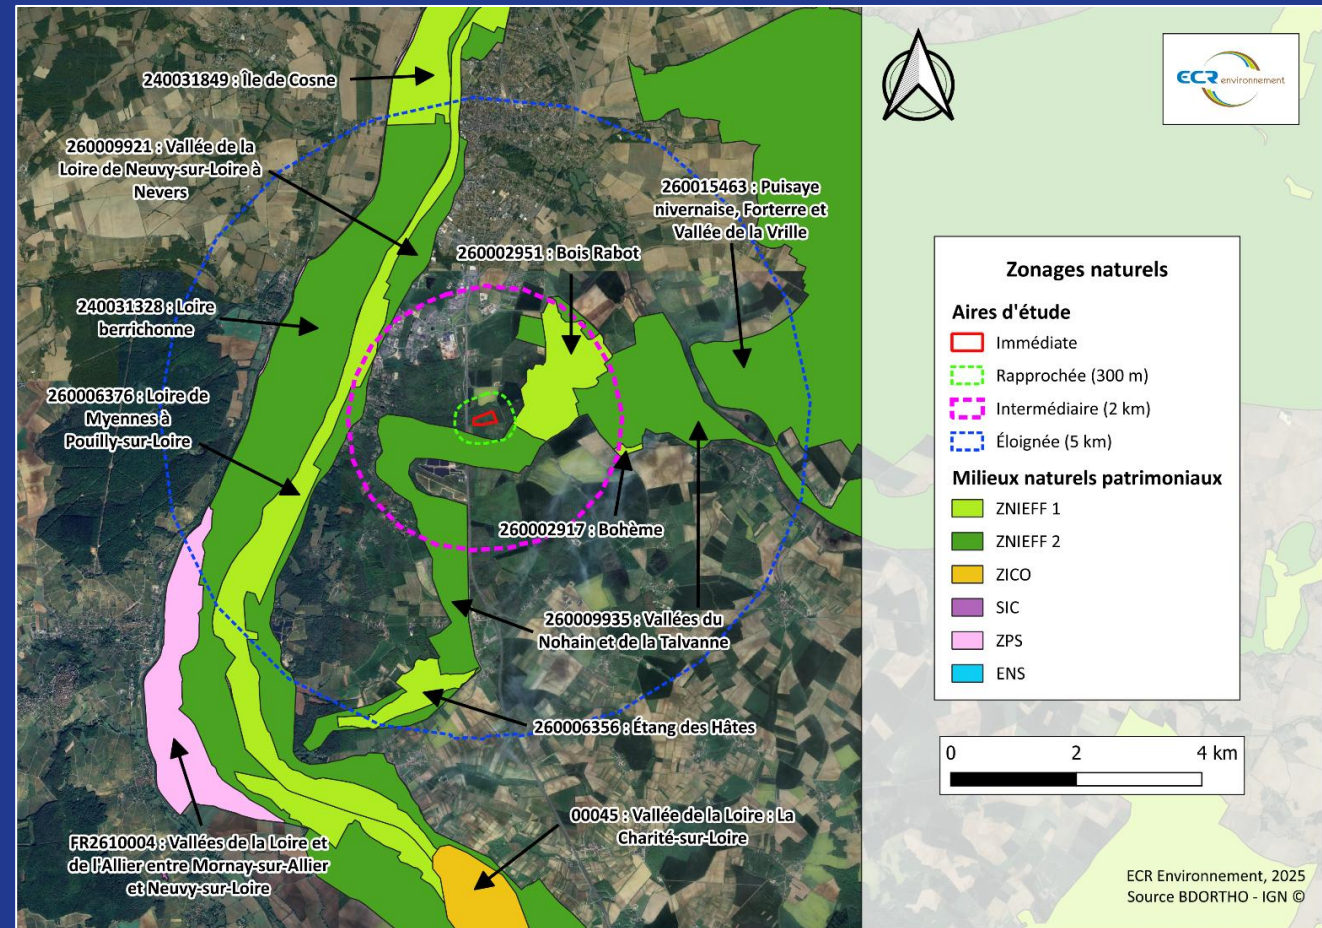 240031849 : Île de Cosne
260009921 : Vallée de la
Loire de Neuvy-sur-Loire à
Nevers
260015463 : Puisaye
nivernaise, Forterre et
Vallée de la Vrille
260002951 : Bois Rabot
240031328 : Loire
berrichonne
260006376 : Loire de
Myennes à
Pouilly-sur-Loire
260002917 : Bohème
260009935 : Vallées du
Nohain et de la Talvanne
260006356 : Étang des Hâtes
00045 : Vallée de la Loire : La
Charité-sur-Loire
FR2610004 : Vallées de la Loire et
de l'Allier entre Mornay-sur-Allier
et Neuvy-sur-Loire
ECR environnement
Zonages naturels
Aires d'étude
Immédiate
Rapprochée (300 m)
Intermédiaire (2 km)
Éloignée (5 km)
Milieux naturels patrimoniaux
ZNIEFF 1
ZNIEFF 2
ZICO
SIC
ZPS
ENS
0 2 4 km
ECR Environnement, 2025
Source BDORTHO - IGN ©